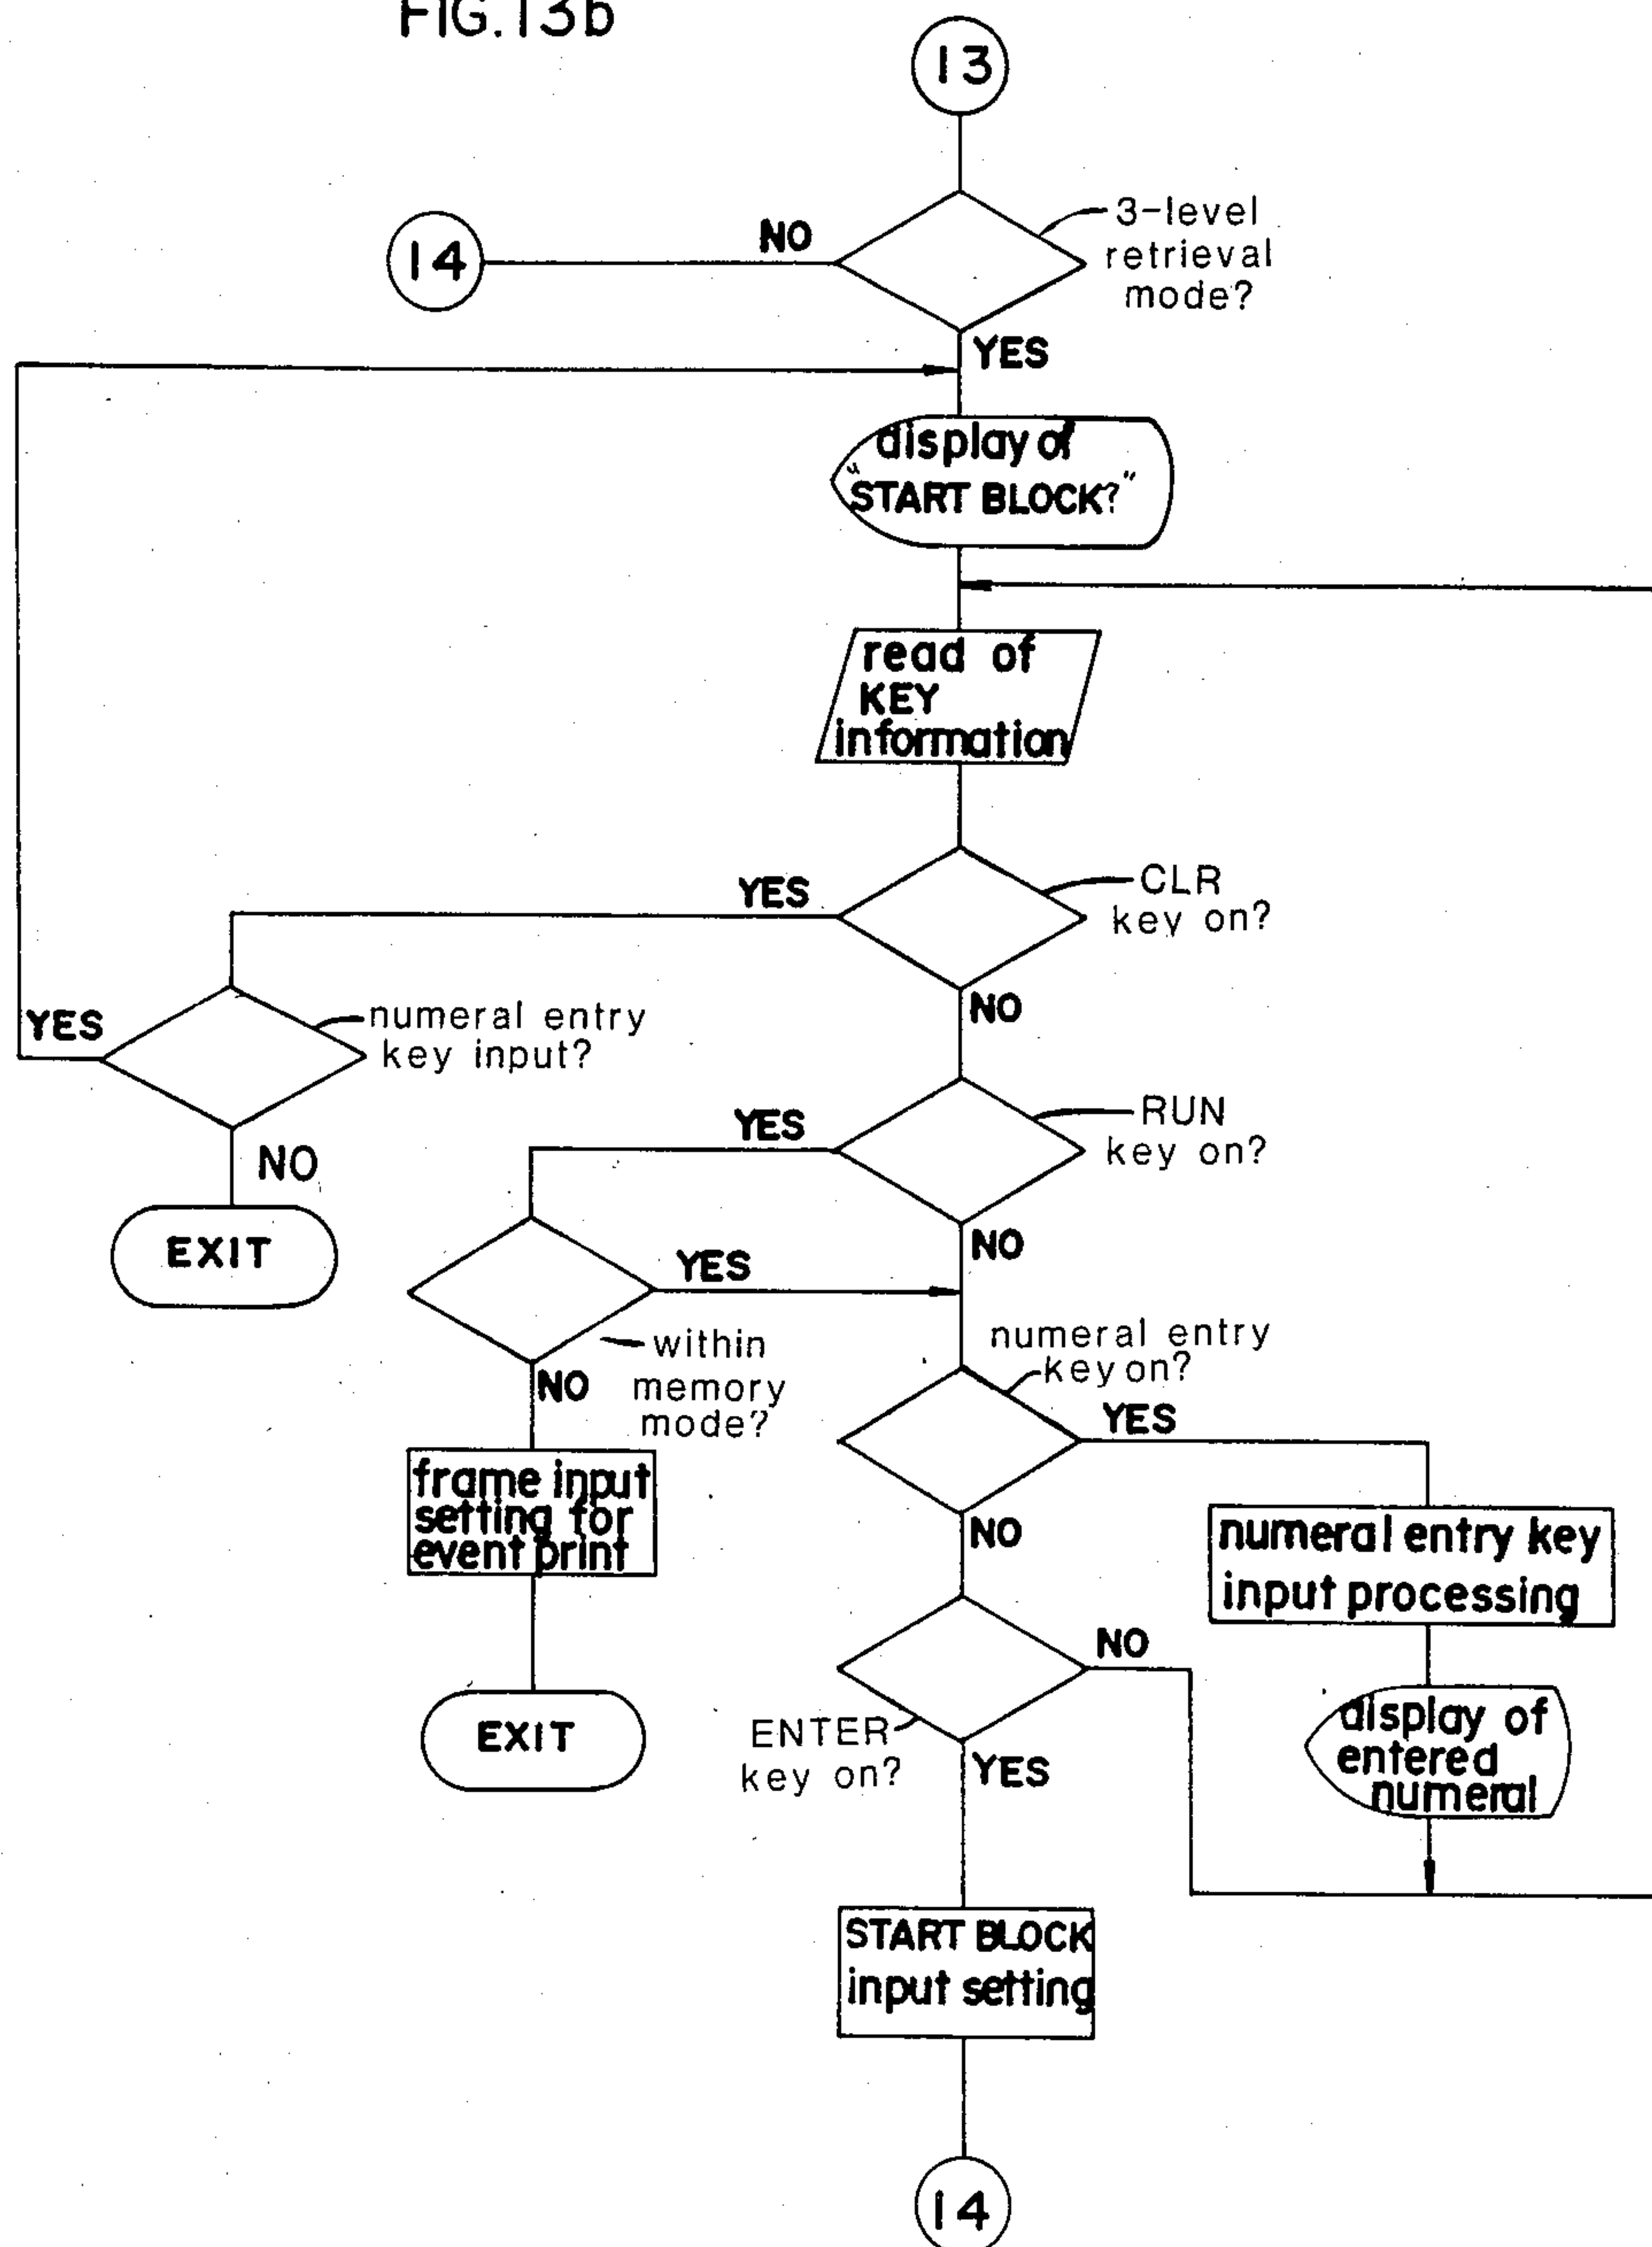 FIG.13b
13
14
NO
3-level
retrieval
mode?
YES
display of
"START BLOCK?"
read of
KEY
information
YES
CLR
key on?
NO
YES
numeral entry
key input?
NO
EXIT
YES
RUN
key on?
NO
YES
within
memory
mode?
NO
frame input
setting for
event print
EXIT
numeral entry
key on?
YES
NO
numeral entry key
input processing
display of
entered
numeral
NO
ENTER
key on?
YES
START BLOCK
input setting
14